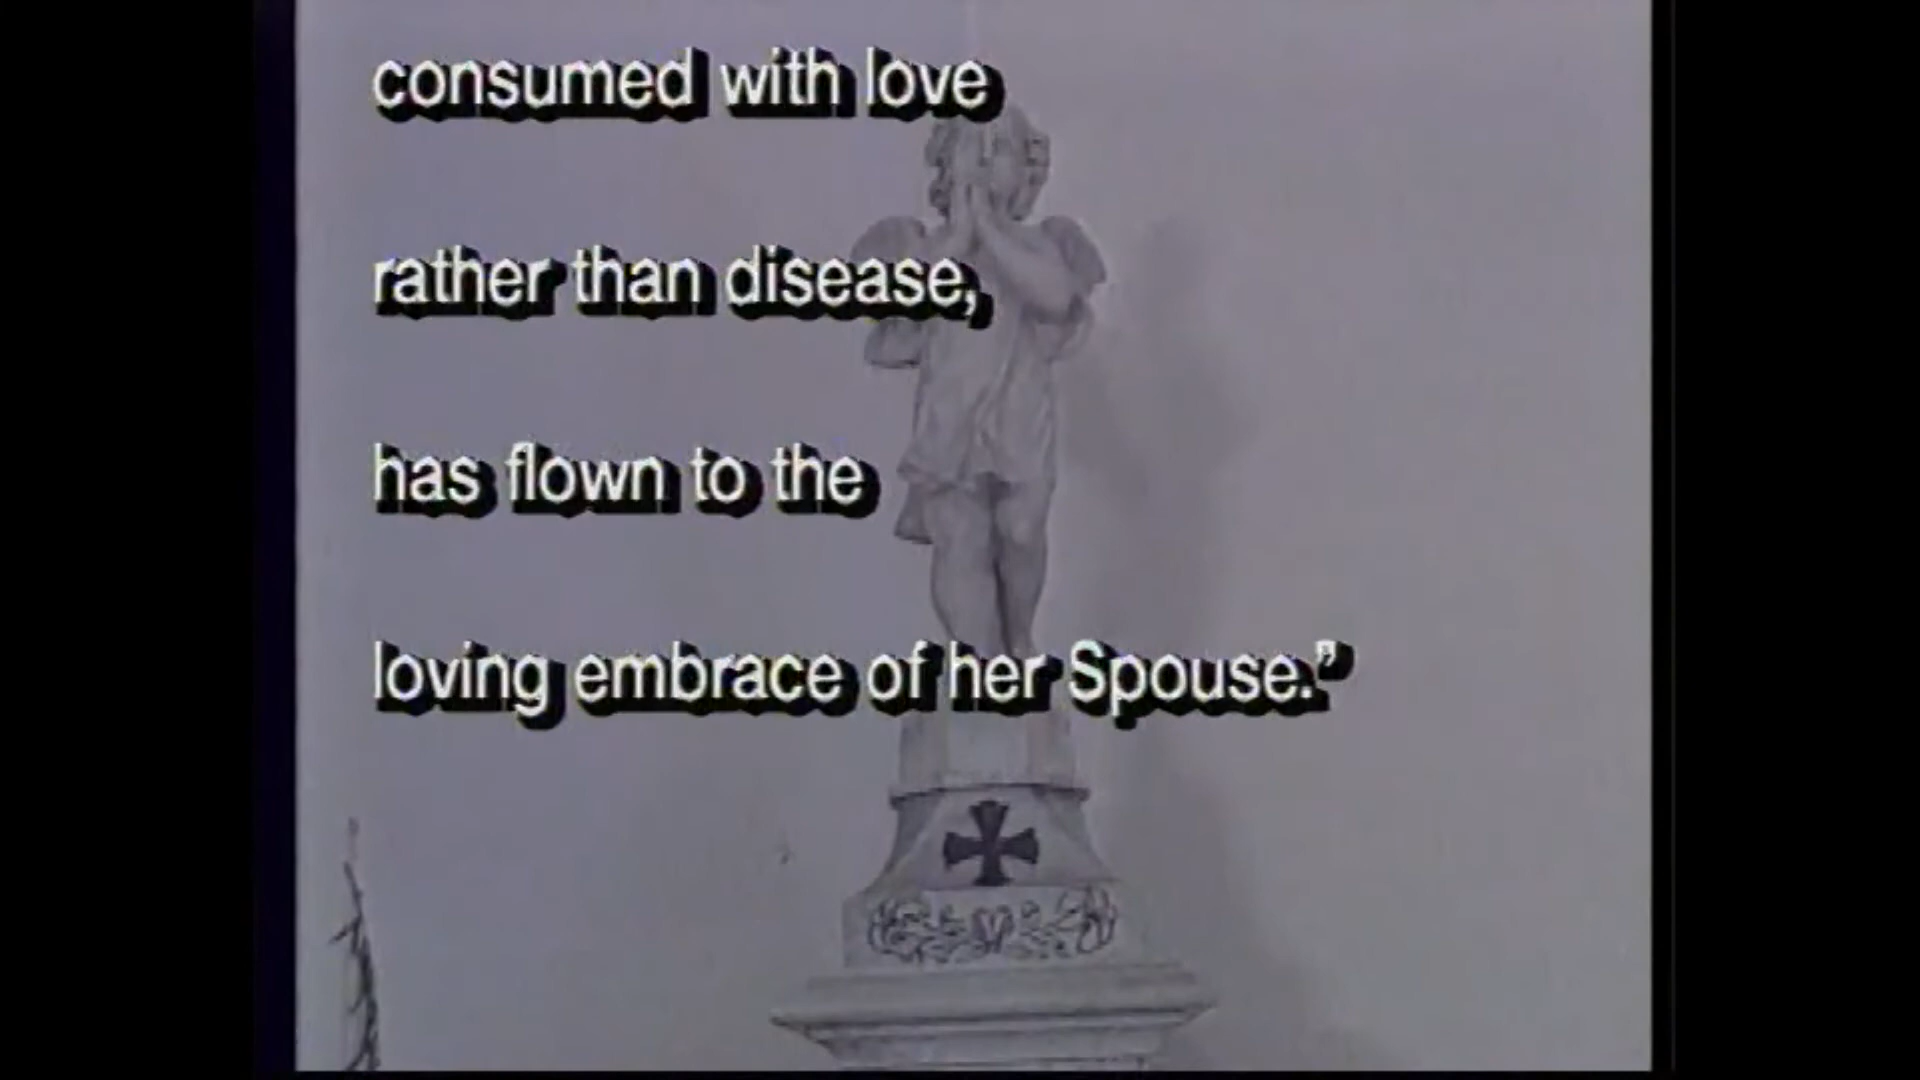 consumed with love
rather than disease,
has flown to the
loving embrace of her Spouse."